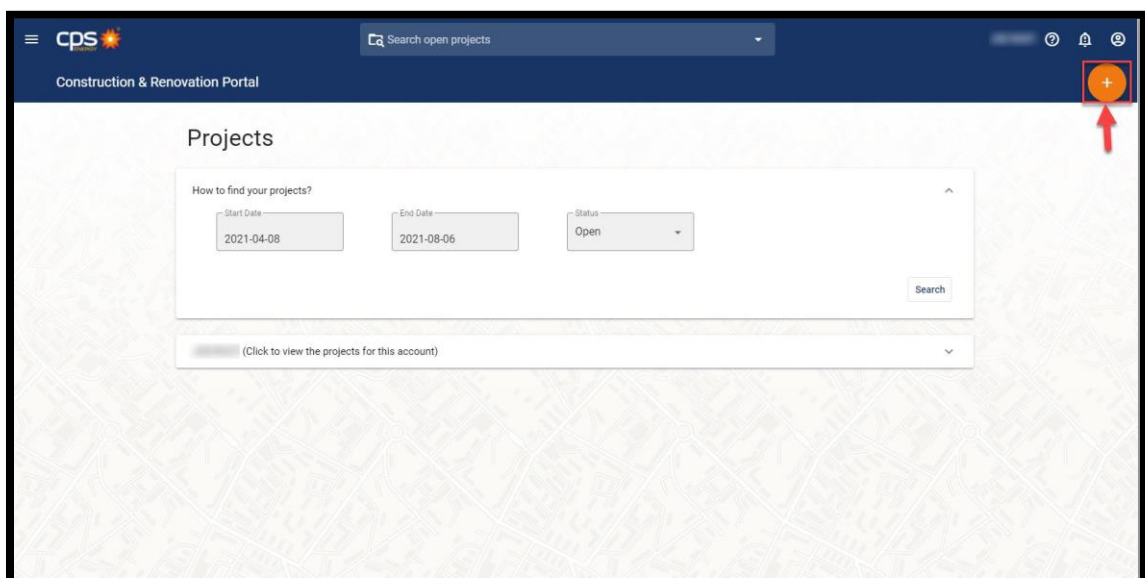 cps
ENERGY
Search open projects
Construction & Renovation Portal
+
Projects
How to find your projects?
Start Date
End Date
Status
2021-04-08
2021-08-06
Open
Search
(Click to view the projects for this account)